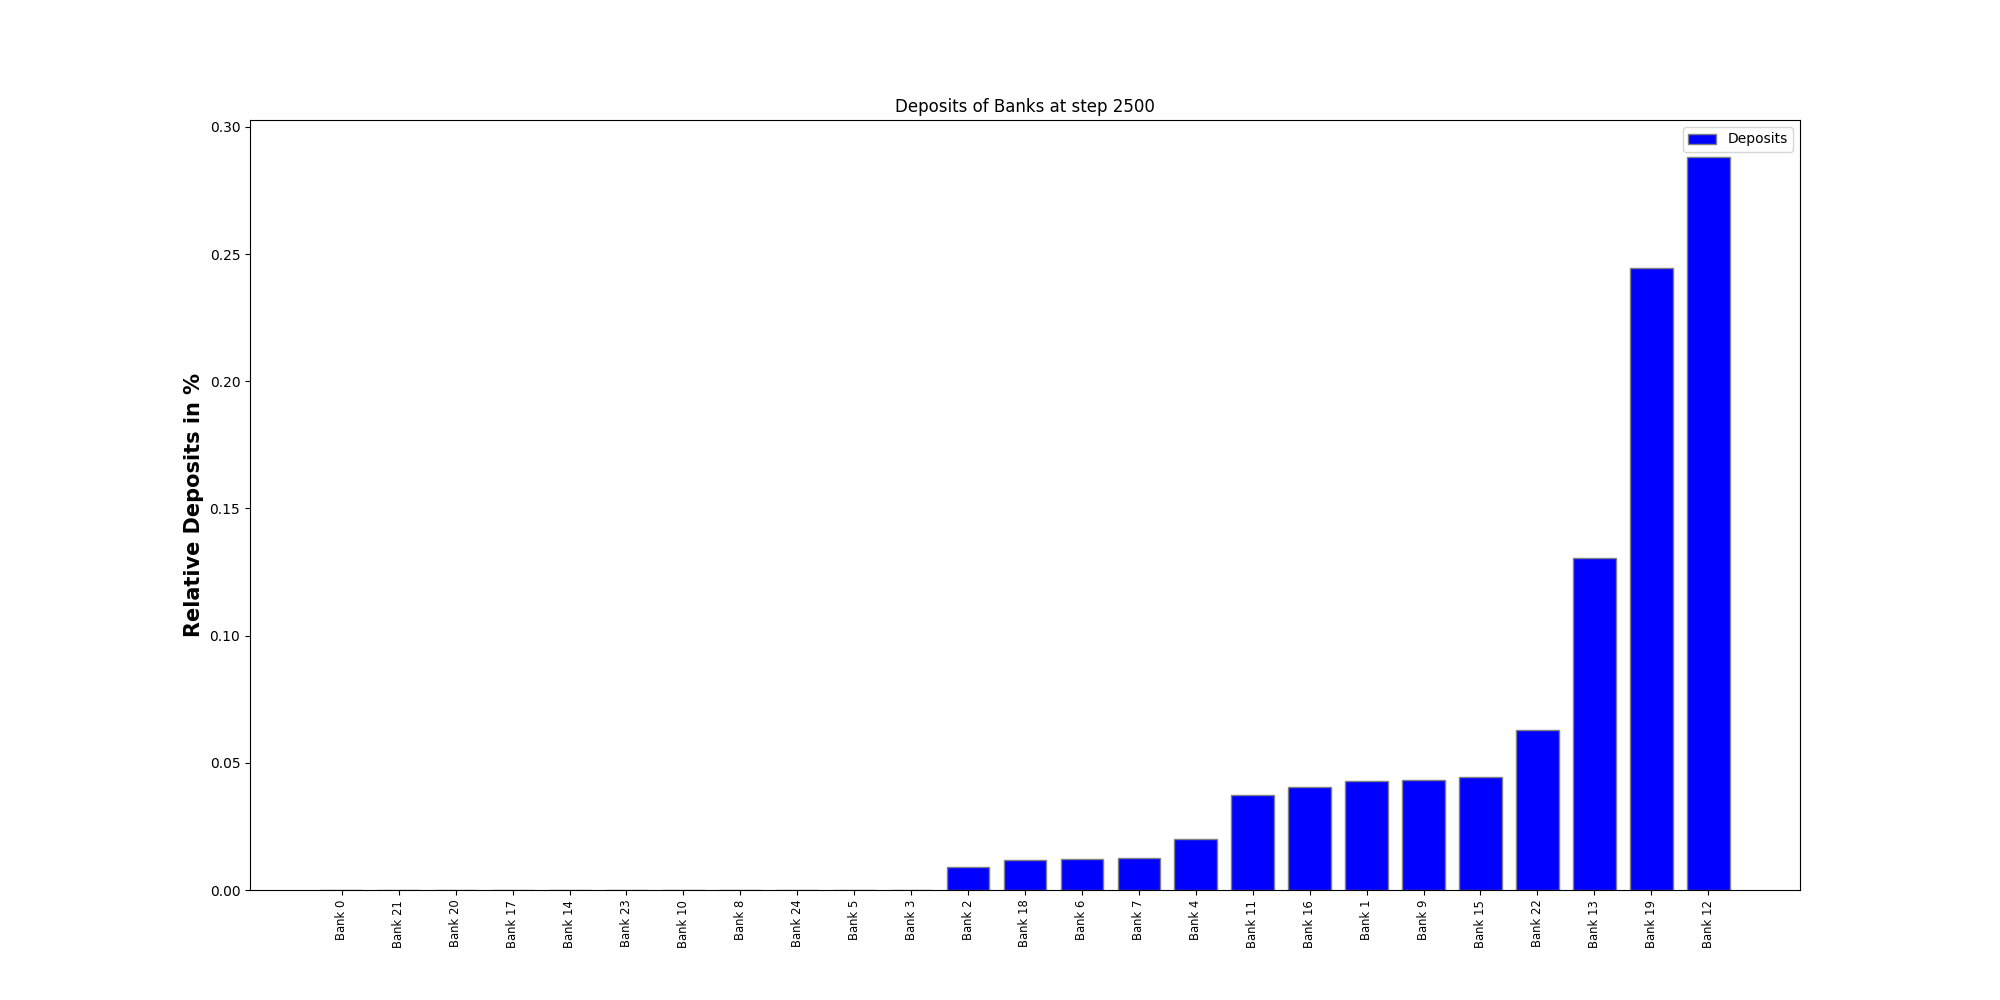 Deposits of Banks at step 2500
Deposits
Relative Deposits in %
0.30
0.25
0.20
0.15
0.10
0.05
0.00
Bank 0
Bank 21
Bank 20
Bank 17
Bank 14
Bank 23
Bank 10
Bank 8
Bank 24
Bank 5
Bank 3
Bank 2
Bank 18
Bank 6
Bank 7
Bank 4
Bank 11
Bank 16
Bank 1
Bank 9
Bank 15
Bank 22
Bank 13
Bank 19
Bank 12